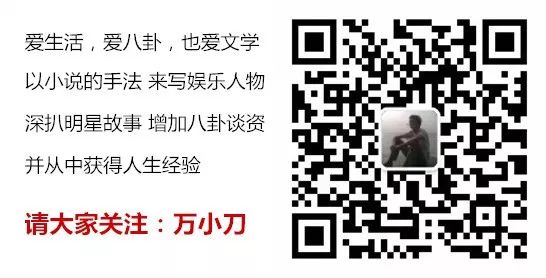 爱生活，爱八卦，也爱文学
以小说的手法 来写娱乐人物
深扒明星故事 增加八卦谈资
并从中获得人生经验
请大家关注：万小刀